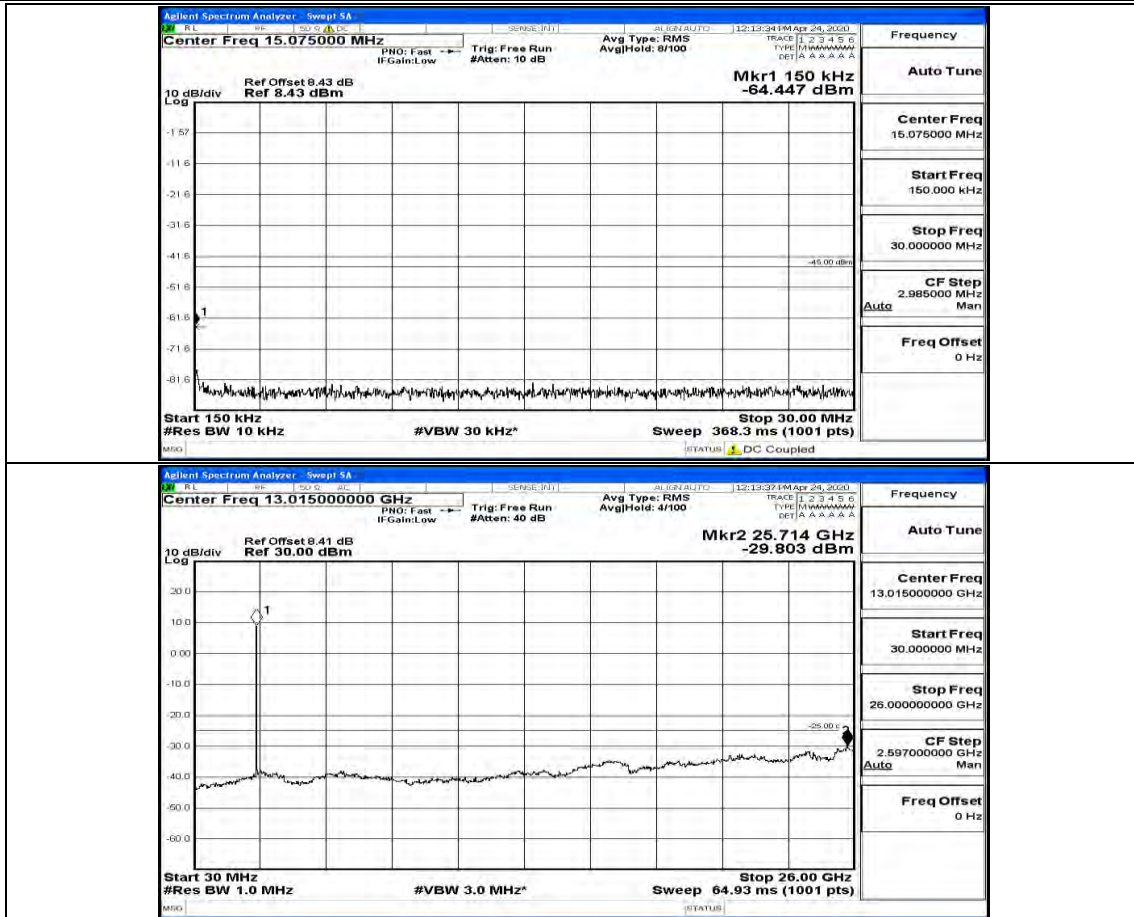 Agilent Spectrum Analyzer - Swept SA
RL RF 50 Ω DC SENSE:INT ALIGN AUTO 12:13:34 PM Apr 24, 2020
Center Freq 15.075000 MHz
PNO: Fast
IFGain:Low
Trig: Free Run
#Atten: 10 dB
Avg Type: RMS
Avg|Hold: 8/100
TRACE 1 2 3 4 5 6
TYPE MWWWWW
DET A A A A A A
Frequency
Ref Offset 8.43 dB
10 dB/div Ref 8.43 dBm
Log
Mkr1 150 kHz
-64.447 dBm
Auto Tune
Center Freq
15.075000 MHz
Start Freq
150.000 kHz
Stop Freq
30.000000 MHz
CF Step
2.985000 MHz
Auto Man
Freq Offset
0 Hz
-1.57
-11.6
-21.6
-31.6
-41.6
-45.00 dBm
-51.6
-61.6
1
-71.6
-81.6
Start 150 kHz
#Res BW 10 kHz
#VBW 30 kHz*
Stop 30.00 MHz
Sweep 368.3 ms (1001 pts)
MSG
STATUS DC Coupled
Agilent Spectrum Analyzer - Swept SA
RL RF 50 Ω AC SENSE:INT ALIGN AUTO 12:13:37 PM Apr 24, 2020
Center Freq 13.015000000 GHz
PNO: Fast
IFGain:Low
Trig: Free Run
#Atten: 40 dB
Avg Type: RMS
Avg|Hold: 4/100
TRACE 1 2 3 4 5 6
TYPE MWWWWW
DET A A A A A A
Frequency
Ref Offset 8.41 dB
10 dB/div Ref 30.00 dBm
Log
Mkr2 25.714 GHz
-29.803 dBm
Auto Tune
Center Freq
13.015000000 GHz
Start Freq
30.000000 MHz
Stop Freq
26.000000000 GHz
CF Step
2.597000000 GHz
Auto Man
Freq Offset
0 Hz
20.0
1
10.0
0.00
-10.0
-20.0
-25.00
2
-30.0
-40.0
-50.0
-60.0
Start 30 MHz
#Res BW 1.0 MHz
#VBW 3.0 MHz*
Stop 26.00 GHz
Sweep 64.93 ms (1001 pts)
MSG
STATUS